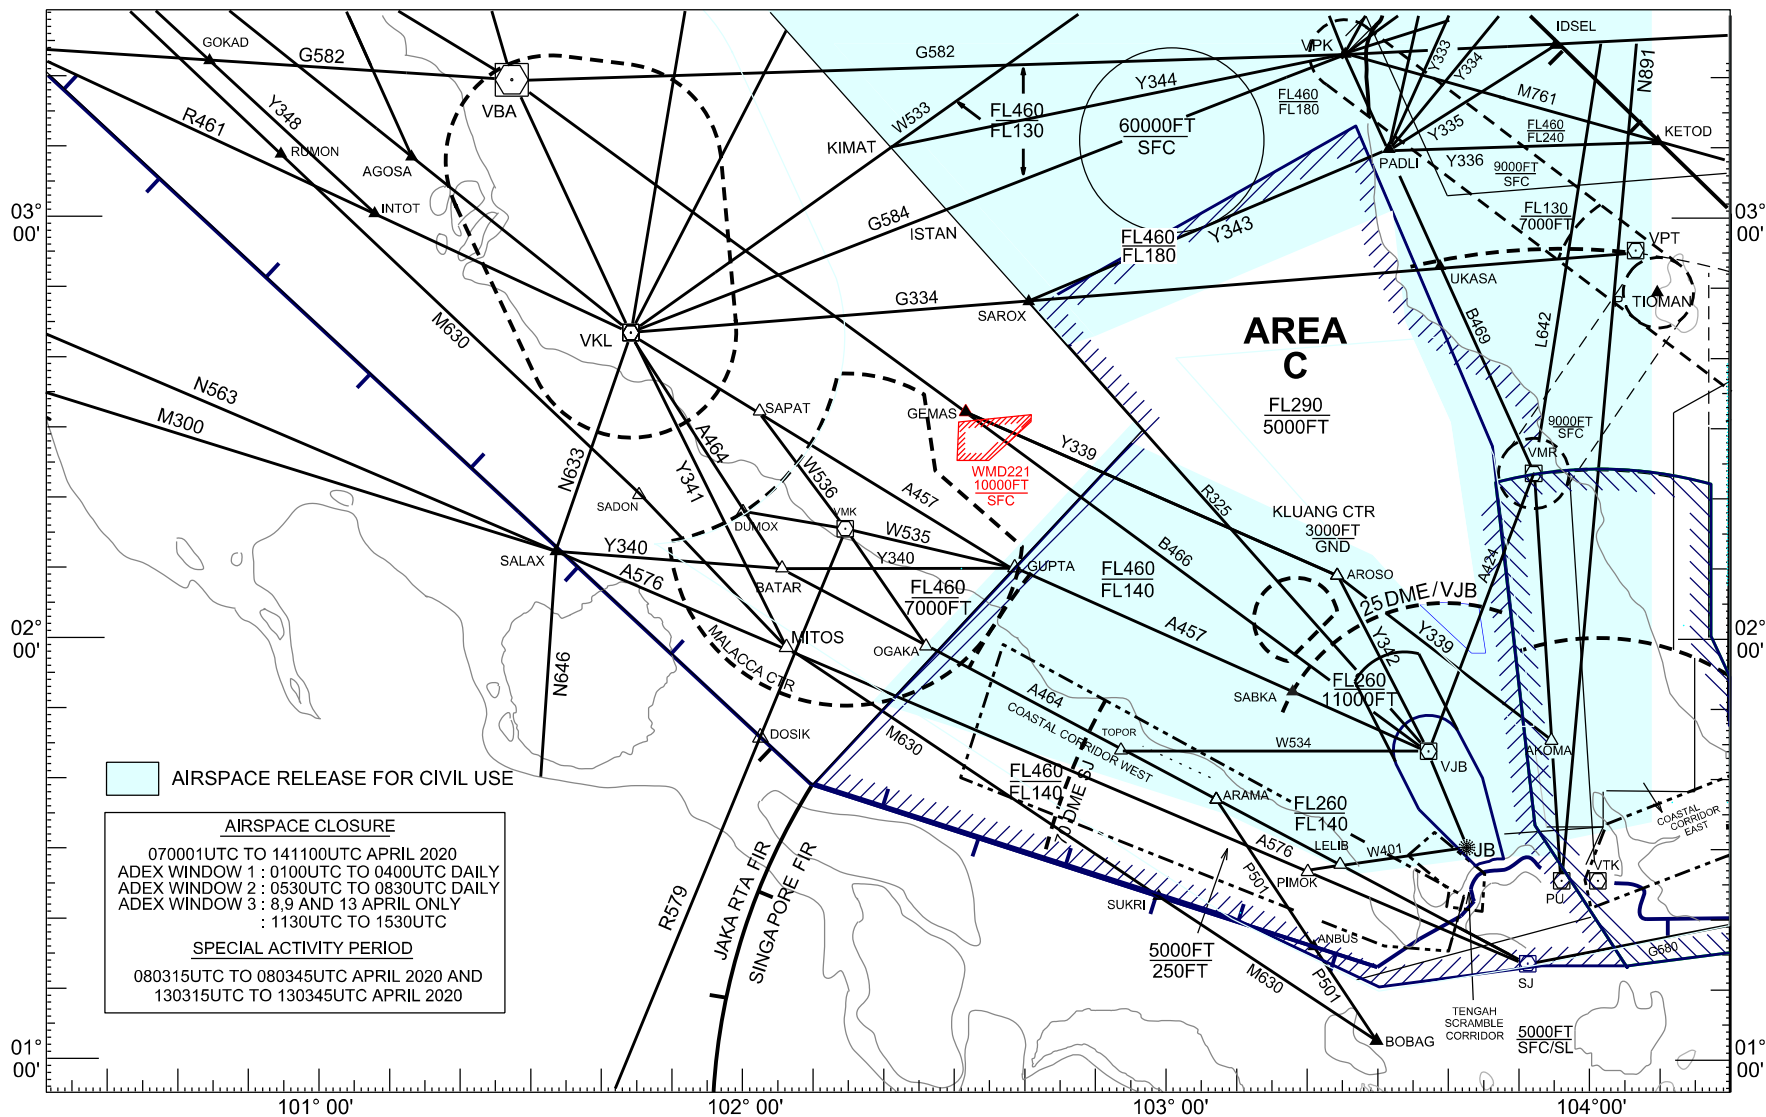 GOKAD
G582
VBA
G582
VPK
IDSEL
Y333
Y334
N891
M761
Y344
W533
FL460
FL130
FL460
FL180
60000FT
SFC
FL460
FL240
KETOD
Y335
Y336
PADLI
9000FT
SFC
R461
Y348
RUMON
AGOSA
KIMAT
INTOT
03°
00'
03°
00'
G584
ISTAN
FL460
FL180
Y343
FL130
7000FT
VPT
UKASA
P. TIOMAN
G334
SAROX
VKL
M630
AREA
C
B469
L642
FL290
5000FT
N563
M300
SAPAT
GEMAS
WMD221
10000FT
SFC
Y339
9000FT
SFC
VMR
A464
W536
A457
N633
Y341
SADON
DUMOX
VMK
W535
Y340
R325
KLUANG CTR
3000FT
GND
B466
A424
SALAX
Y340
A576
BATAR
GUPTA
FL460
7000FT
FL460
FL140
AROSO
25 DME/VJB
A457
Y342
Y339
02°
00'
02°
00'
MITOS
MALACCA CTR
OGAKA
N646
A464
COASTAL CORRIDOR WEST
SABKA
FL260
11000FT
DOSIK
M630
TOPOR
W534
VJB
AKOMA
FL460
FL140
70 DME SJ
ARAMA
FL260
FL140
COASTAL
CORRIDOR
EAST
AIRSPACE RELEASE FOR CIVIL USE
AIRSPACE CLOSURE
070001UTC TO 141100UTC APRIL 2020
ADEX WINDOW 1 : 0100UTC TO 0400UTC DAILY
ADEX WINDOW 2 : 0530UTC TO 0830UTC DAILY
ADEX WINDOW 3 : 8,9 AND 13 APRIL ONLY
: 1130UTC TO 1530UTC
SPECIAL ACTIVITY PERIOD
080315UTC TO 080345UTC APRIL 2020 AND
130315UTC TO 130345UTC APRIL 2020
JAKARTA FIR
SINGAPORE FIR
R579
A576
LELIB
W401
JB
PIMOK
P501
VTK
PU
SUKRI
ANBUS
5000FT
250FT
M630
P501
G580
SJ
TENGAH
SCRAMBLE
CORRIDOR
5000FT
SFC/SL
BOBAG
01°
00'
01°
00'
101° 00'
102° 00'
103° 00'
104° 00'